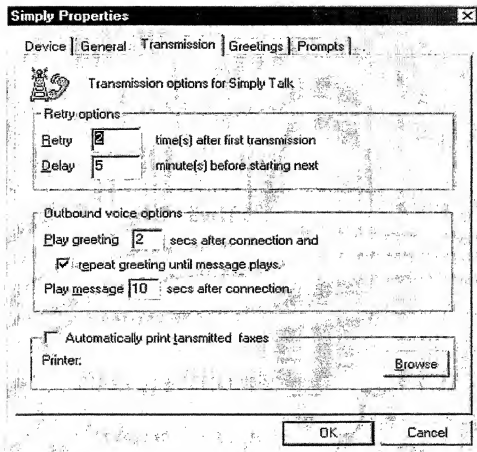 Simply Properties
Device General Transmission Greetings Prompts
Transmission options for Simply Talk
Retry options
Retry 2 time(s) after first transmission
Delay 5 minute(s) before starting next
Outbound voice options
Play greeting 2 secs after connection and
repeat greeting until message plays.
Play message 10 secs after connection.
Automatically print tansmitted faxes
Printer: Browse
OK Cancel